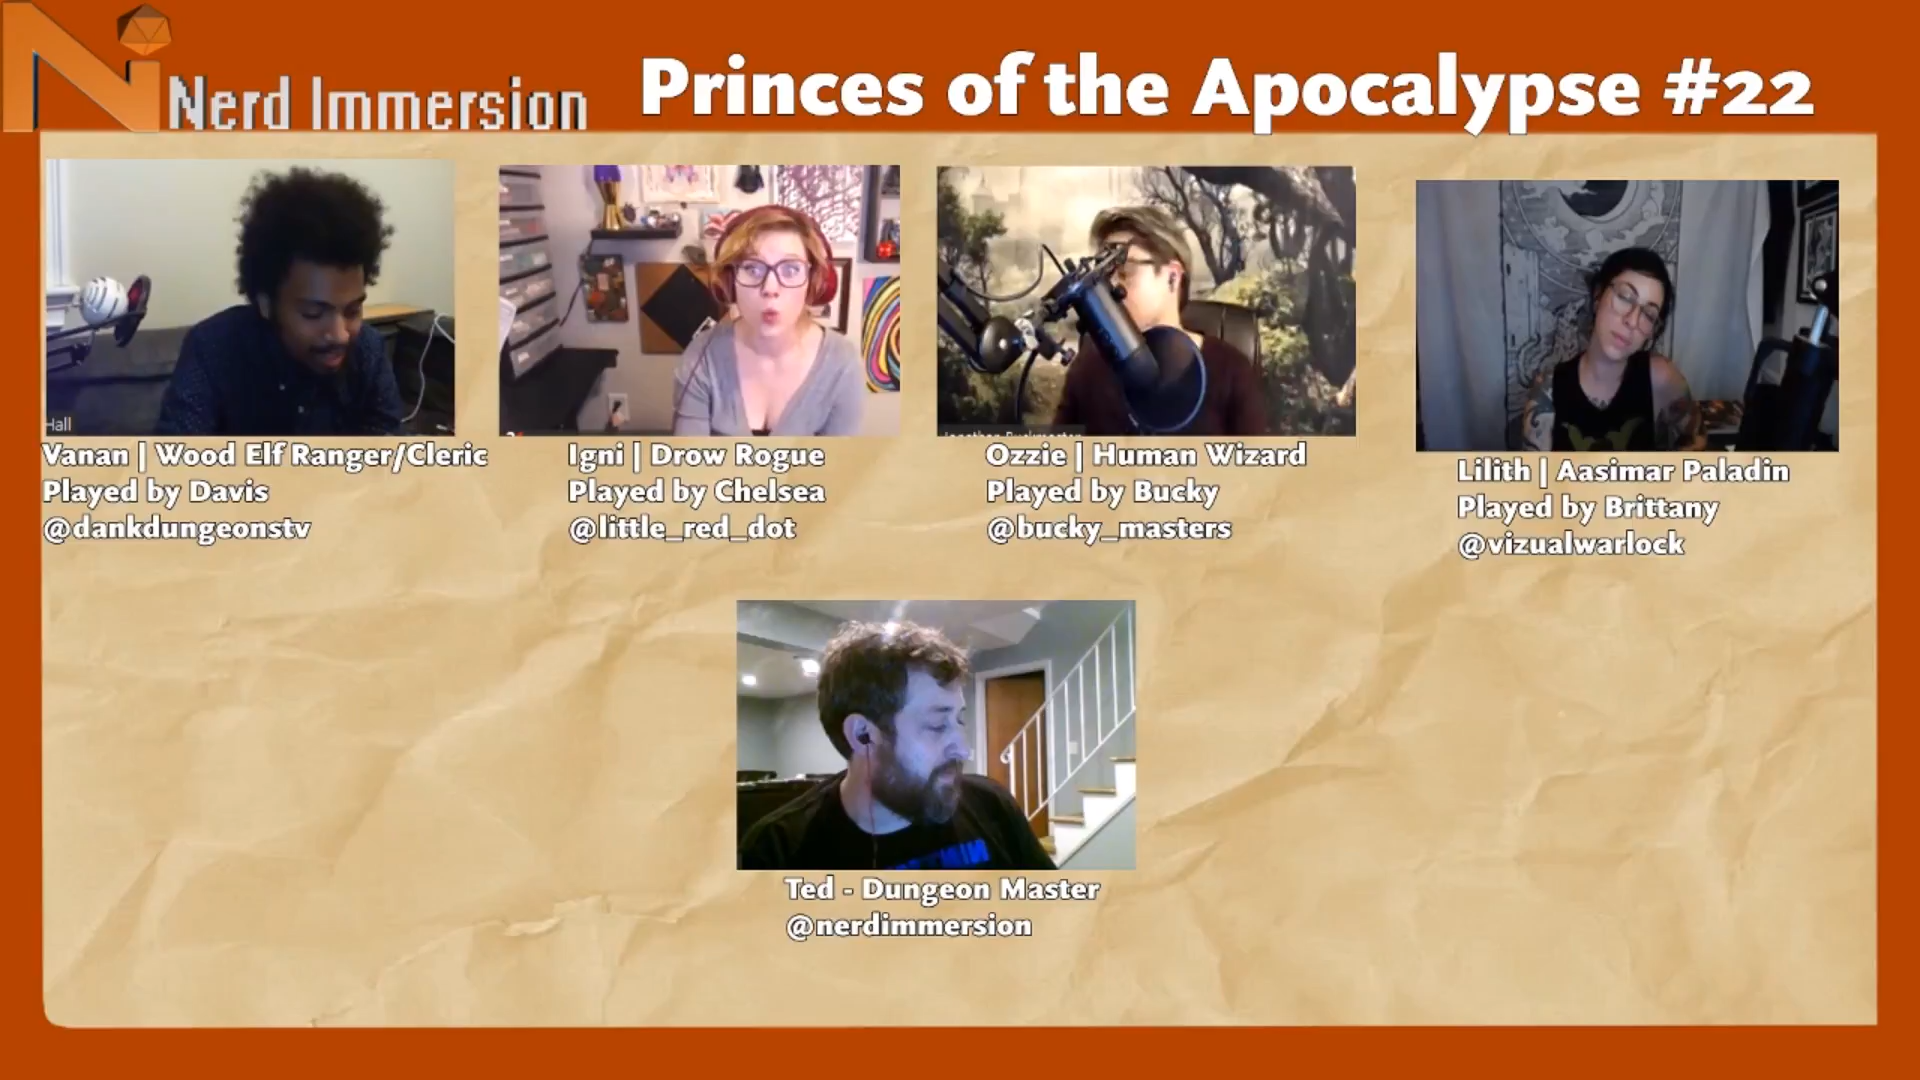 Nerd Immersion
Princes of the Apocalypse #22
Hall
Vanan | Wood Elf Ranger/Cleric
Played by Davis
@dankdungeonstv
Igni | Drow Rogue
Played by Chelsea
@little_red_dot
Ozzie | Human Wizard
Played by Bucky
@bucky_masters
Lilith | Aasimar Paladin
Played by Brittany
@vizualwarlock
Ted - Dungeon Master
@nerdimmersion